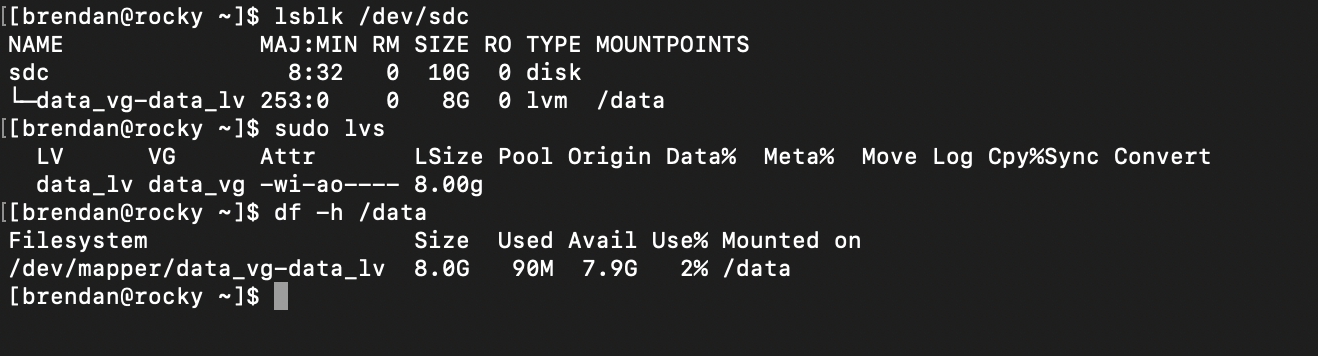 [[brendan@rocky ~]$ lsblk /dev/sdc
NAME              MAJ:MIN RM SIZE RO TYPE MOUNTPOINTS
sdc                 8:32   0  10G  0 disk
└─data_vg-data_lv 253:0    0   8G  0 lvm  /data
[[brendan@rocky ~]$ sudo lvs
  LV      VG      Attr       LSize Pool Origin Data%  Meta%  Move Log Cpy%Sync Convert
  data_lv data_vg -wi-ao---- 8.00g
[[brendan@rocky ~]$ df -h /data
Filesystem                   Size  Used Avail Use% Mounted on
/dev/mapper/data_vg-data_lv  8.0G   90M  7.9G   2% /data
[brendan@rocky ~]$